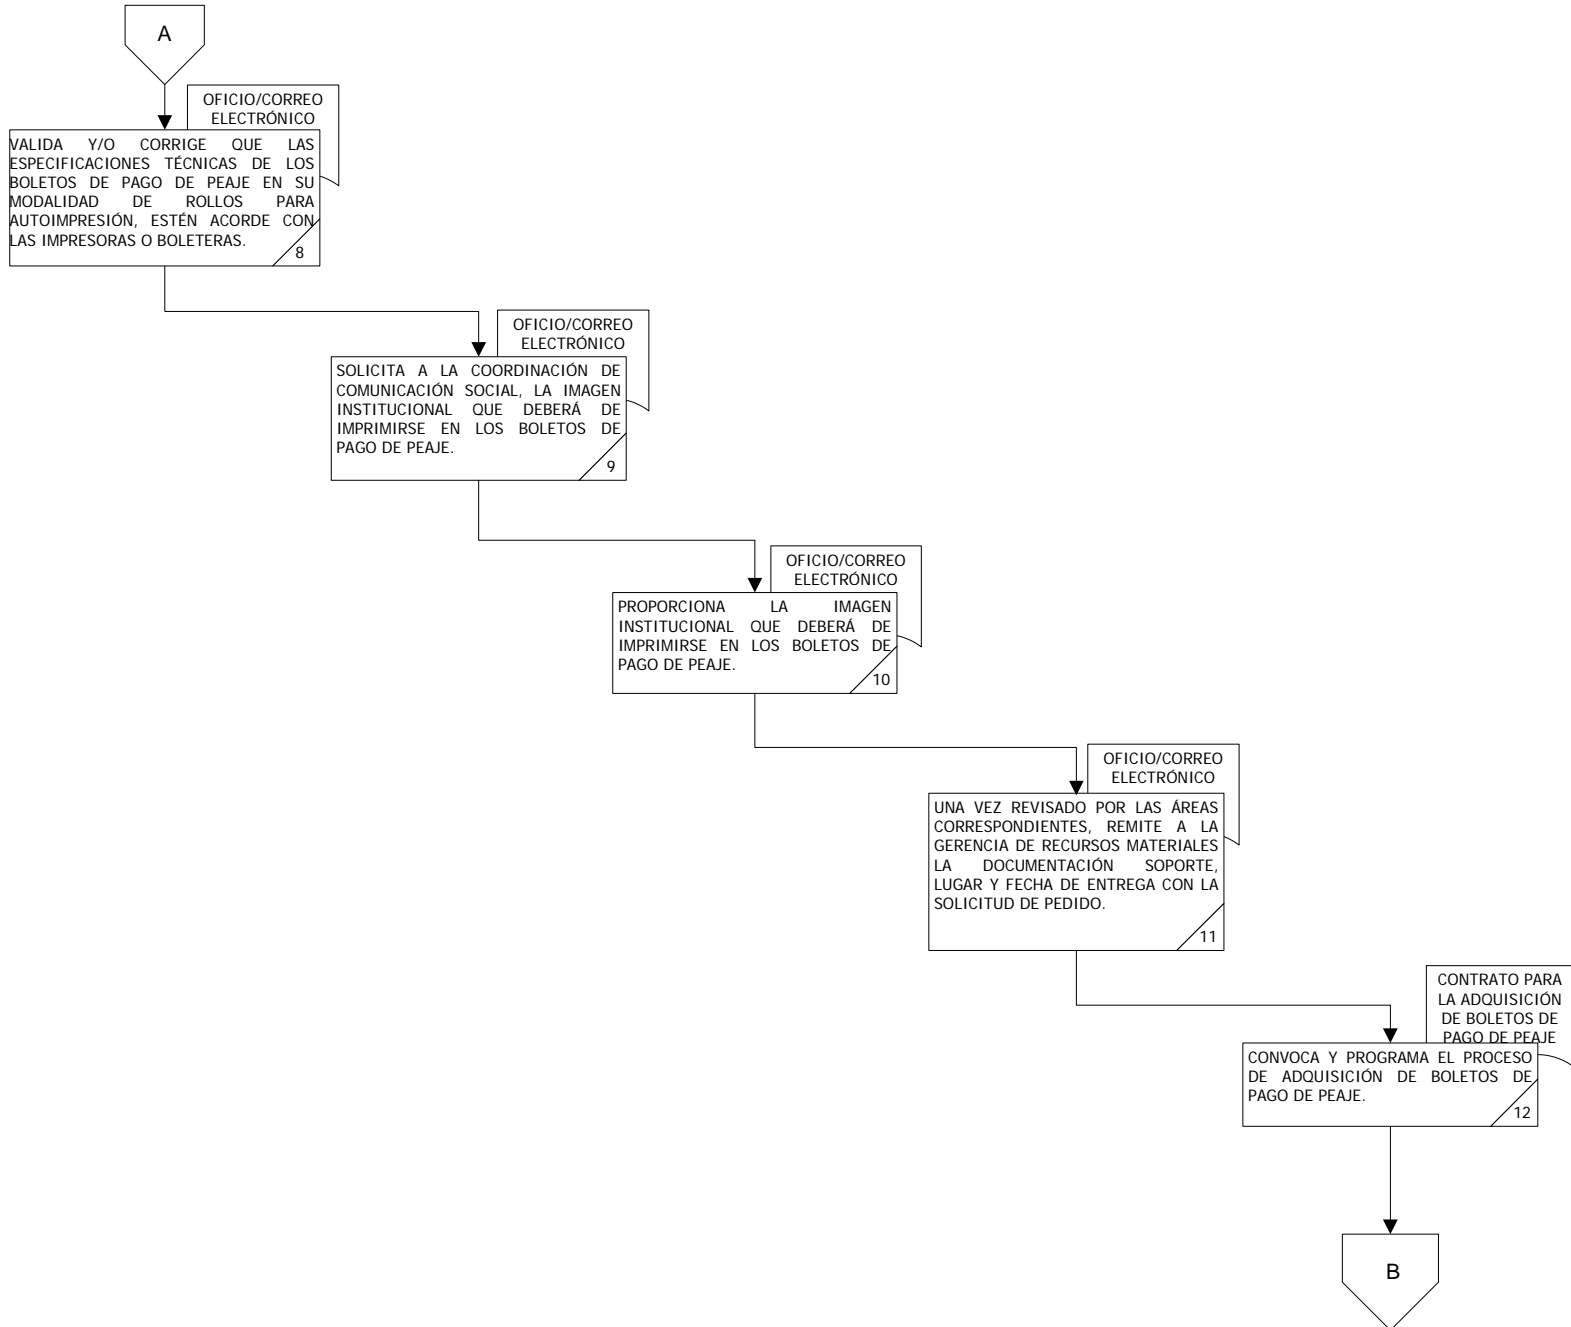 A
OFICIO/CORREO
ELECTRÓNICO
VALIDA Y/O CORRIGE QUE LAS
ESPECIFICACIONES TÉCNICAS DE LOS
BOLETOS DE PAGO DE PEAJE EN SU
MODALIDAD DE ROLLOS PARA
AUTOIMPRESIÓN, ESTÉN ACORDE CON
LAS IMPRESORAS O BOLETERAS.
8
OFICIO/CORREO
ELECTRÓNICO
SOLICITA A LA COORDINACIÓN DE
COMUNICACIÓN SOCIAL, LA IMAGEN
INSTITUCIONAL QUE DEBERÁ DE
IMPRIMIRSE EN LOS BOLETOS DE
PAGO DE PEAJE.
9
OFICIO/CORREO
ELECTRÓNICO
PROPORCIONA LA IMAGEN
INSTITUCIONAL QUE DEBERÁ DE
IMPRIMIRSE EN LOS BOLETOS DE
PAGO DE PEAJE.
10
OFICIO/CORREO
ELECTRÓNICO
UNA VEZ REVISADO POR LAS ÁREAS
CORRESPONDIENTES, REMITE A LA
GERENCIA DE RECURSOS MATERIALES
LA DOCUMENTACIÓN SOPORTE,
LUGAR Y FECHA DE ENTREGA CON LA
SOLICITUD DE PEDIDO.
11
CONTRATO PARA
LA ADQUISICIÓN
DE BOLETOS DE
PAGO DE PEAJE
CONVOCA Y PROGRAMA EL PROCESO
DE ADQUISICIÓN DE BOLETOS DE
PAGO DE PEAJE.
12
B